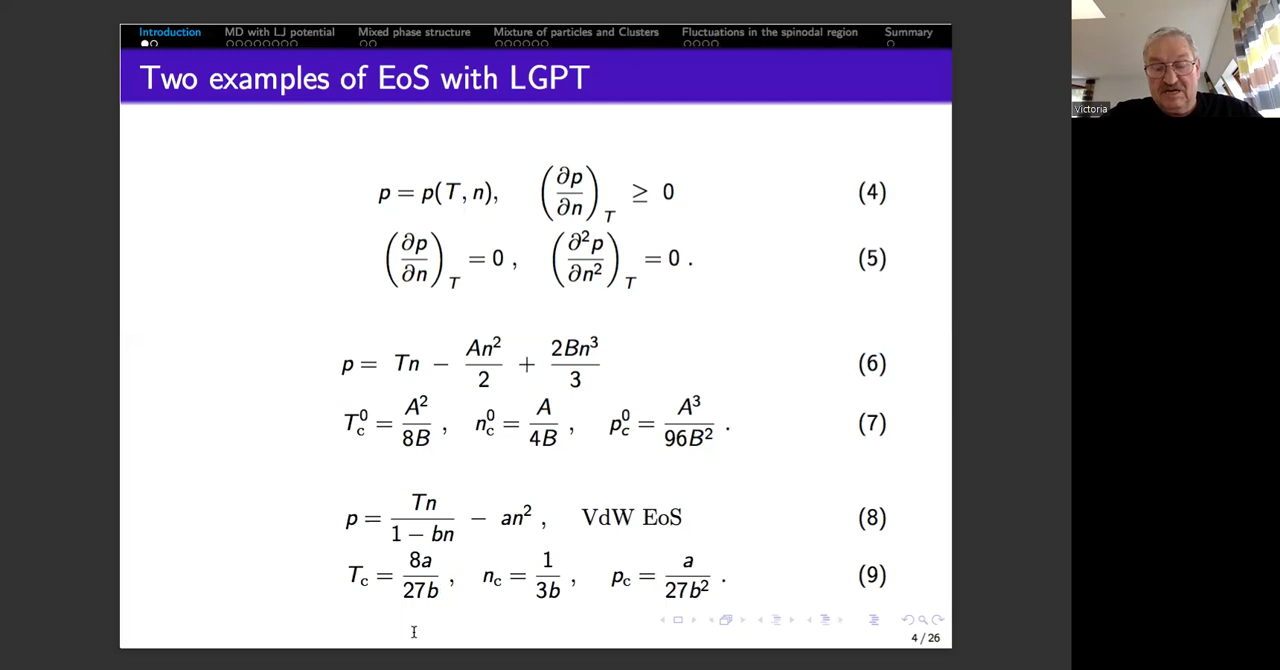 Introduction MD with LJ potential Mixed phase structure Mixture of particles and Clusters Fluctuations in the spinodal region Summary
Two examples of EoS with LGPT
Victoria
p = p(T, n), (∂p/∂n)_T ≥ 0 (4)
(∂p/∂n)_T = 0 , (∂²p/∂n²)_T = 0 . (5)
p = Tn − An²/2 + 2Bn³/3 (6)
T_c^0 = A²/8B , n_c^0 = A/4B , p_c^0 = A³/96B² . (7)
p = Tn/(1 − bn) − an² , VdW EoS (8)
T_c = 8a/27b , n_c = 1/3b , p_c = a/27b² . (9)
4 / 26